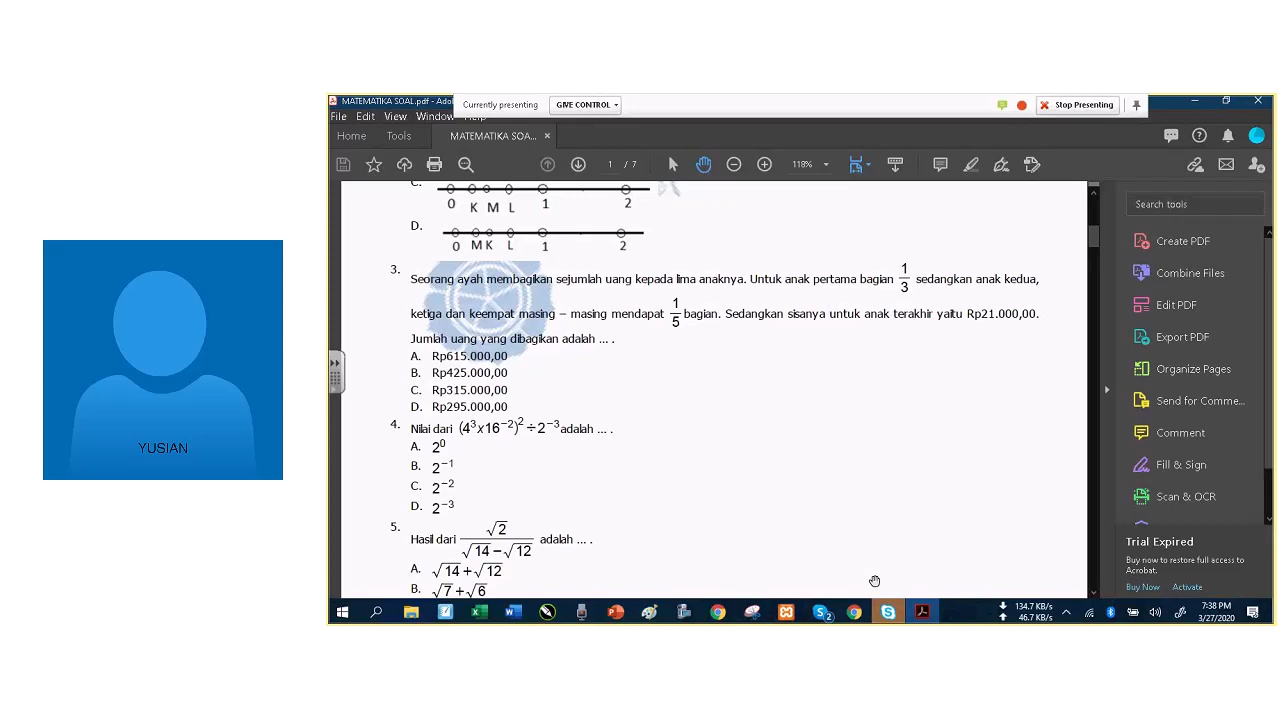 MATEMATIKA SOAL.pdf - Ado
Currently presenting
GIVE CONTROL
Stop Presenting
File Edit View Window Help
Home Tools MATEMATIKA SOA... ×
1 / 7
118%
C.
0 K M L 1 2
D.
0 M K L 1 2
3. Seorang ayah membagikan sejumlah uang kepada lima anaknya. Untuk anak pertama bagian 1/3 sedangkan anak kedua,
ketiga dan keempat masing – masing mendapat 1/5 bagian. Sedangkan sisanya untuk anak terakhir yaitu Rp21.000,00.
Jumlah uang yang dibagikan adalah ... .
A. Rp615.000,00
B. Rp425.000,00
C. Rp315.000,00
D. Rp295.000,00
4. Nilai dari (4³x16⁻²)² ÷ 2⁻³ adalah ... .
A. 2⁰
B. 2⁻¹
C. 2⁻²
D. 2⁻³
5. Hasil dari √2/(√14 − √12) adalah ... .
A. √14 + √12
B. √7 + √6
Search tools
Create PDF
Combine Files
Edit PDF
Export PDF
Organize Pages
Send for Comme...
Comment
Fill & Sign
Scan & OCR
Trial Expired
Buy now to restore full access to
Acrobat.
Buy Now Activate
YUSIAN
2
134.7 KB/s
46.7 KB/s
7:38 PM
3/27/2020